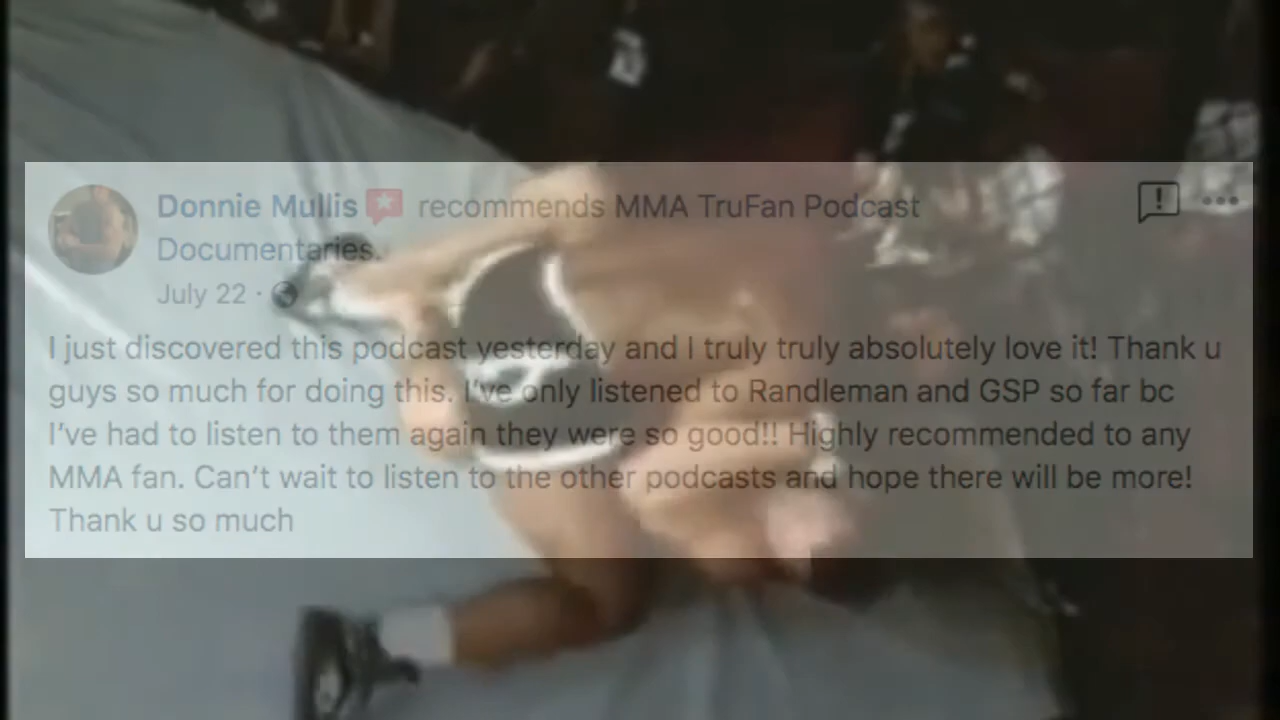 Donnie Mullis recommends MMA TruFan Podcast
Documentaries.
July 22 ·
I just discovered this podcast yesterday and I truly truly absolutely love it! Thank u
guys so much for doing this. I've only listened to Randleman and GSP so far bc
I've had to listen to them again they were so good!! Highly recommended to any
MMA fan. Can't wait to listen to the other podcasts and hope there will be more!
Thank u so much